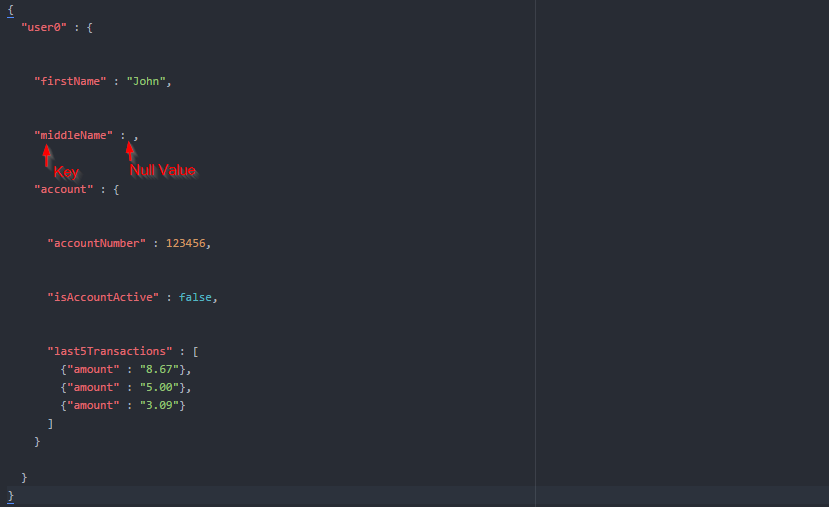 {
"user0" : {
"firstName" : "John",
"middleName" : ,
Key
Null Value
"account" : {
"accountNumber" : 123456,
"isAccountActive" : false,
"last5Transactions" : [
{"amount" : "8.67"},
{"amount" : "5.00"},
{"amount" : "3.09"}
]
}
}
}